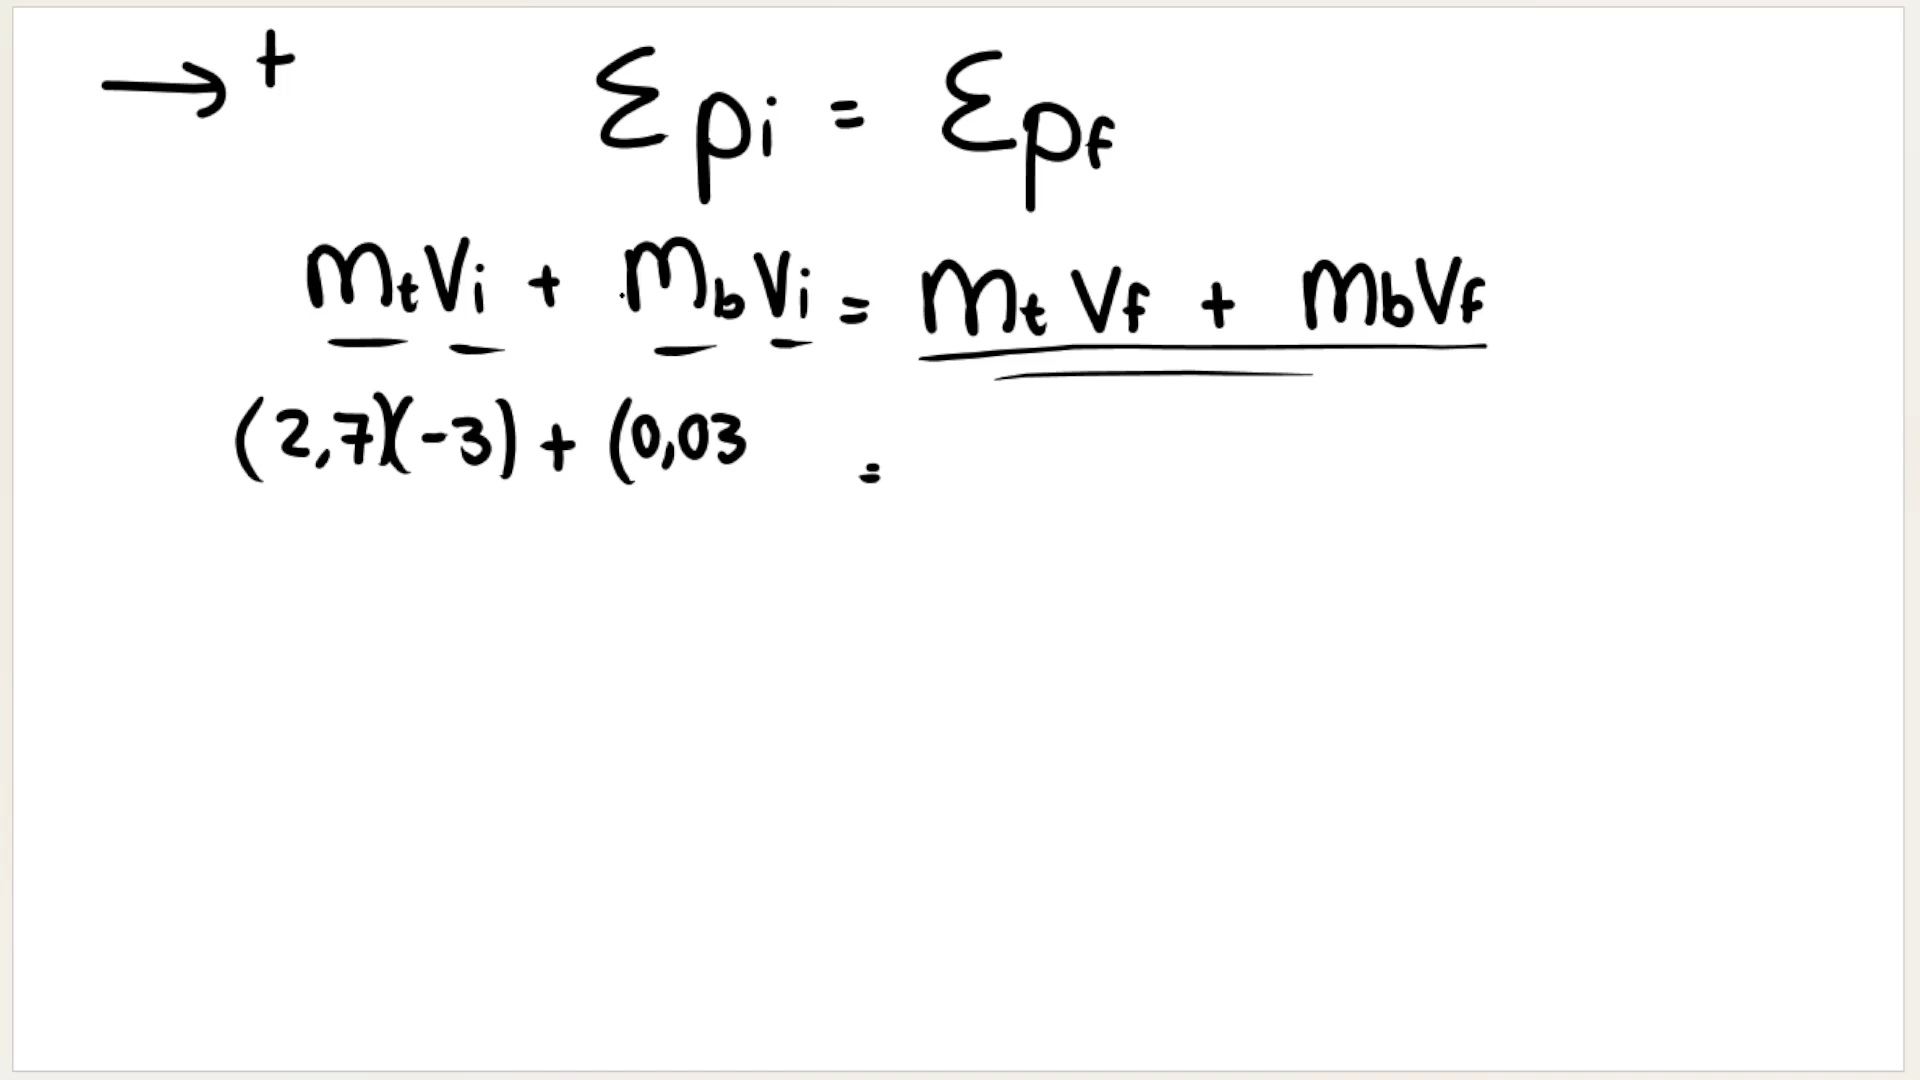 → + Σpi = Σpf
mtVi + mbVi = mtVf + mbVf
(2,7)(-3) + (0,03 =